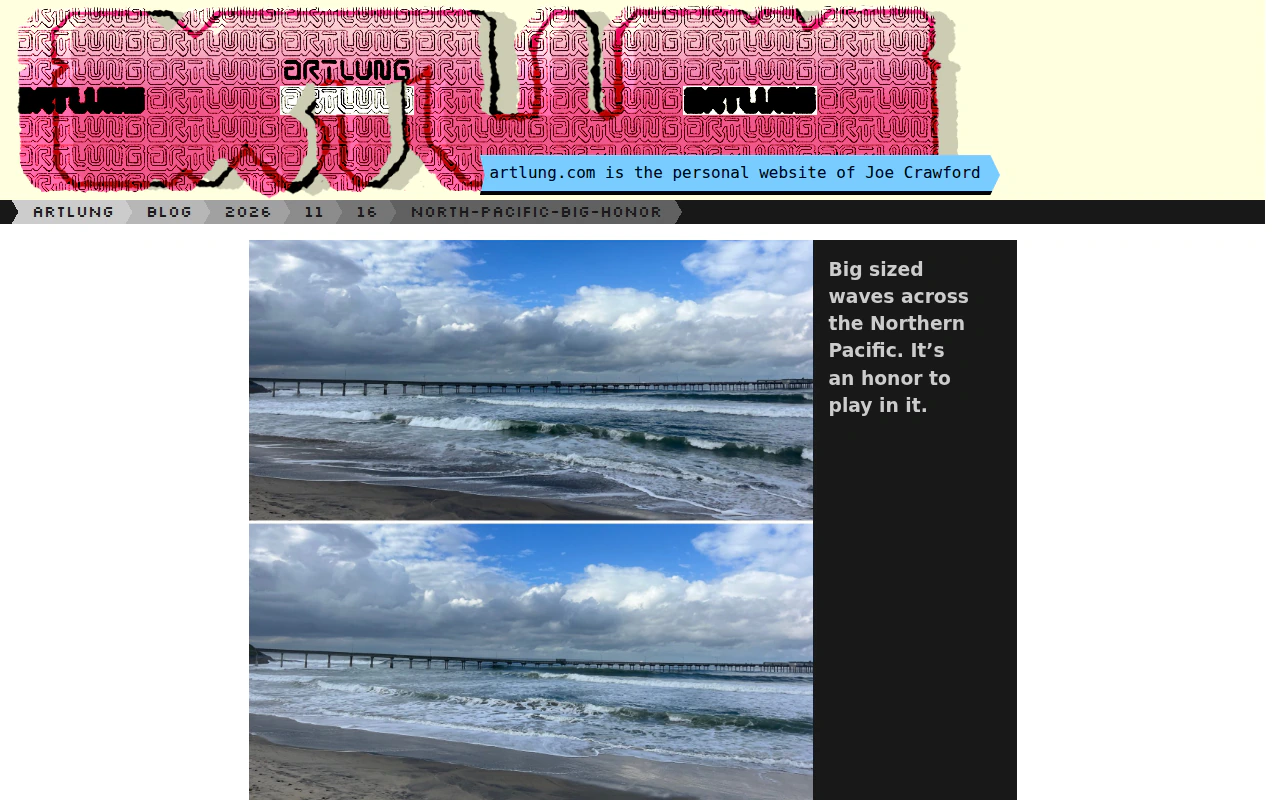 ARTLUNG
ARTLUNG
ARTLUNG
ARTLUNG
artlung.com is the personal website of Joe Crawford
ARTLUNG BLOG 2026 11 16 NORTH-PACIFIC-BIG-HONOR
Big sized
waves across
the Northern
Pacific. It’s
an honor to
play in it.